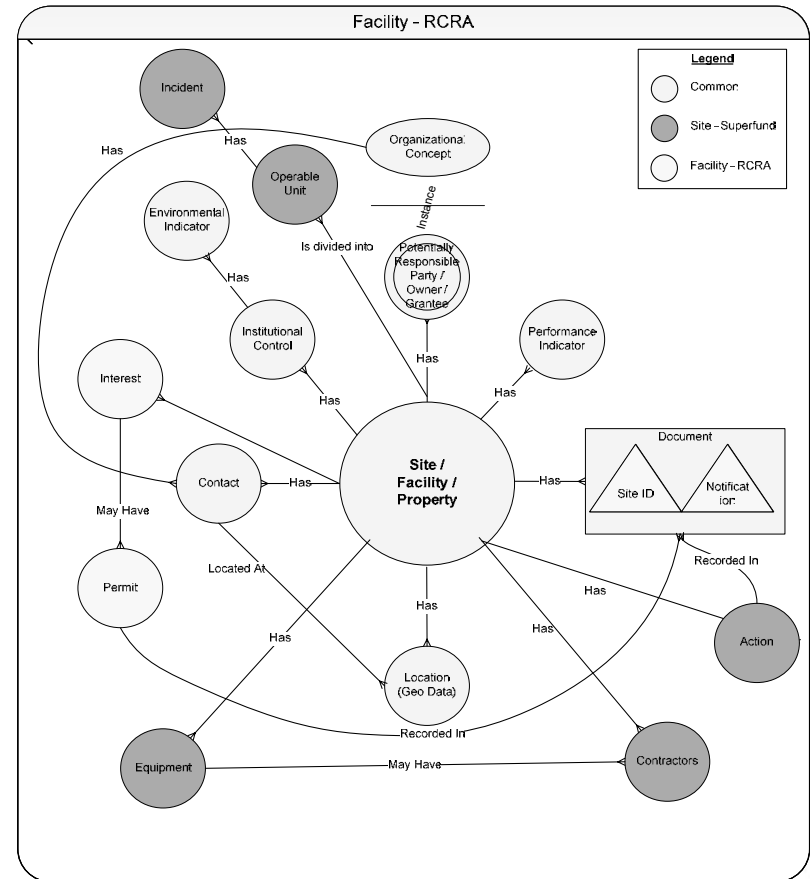 Facility - RCRA
Legend
Common
Site - Superfund
Facility - RCRA
Incident
Has
Has
Organizational
Concept
Operable
Unit
Instance
Environmental
Indicator
Is divided into
Potentially
Responsible
Party /
Owner /
Grantee
Has
Institutional
Control
Performance
Indicator
Has
Interest
Has
Has
Site /
Facility /
Property
Document
Site ID
Notificat
ion
Contact
Has
Has
May Have
Located At
Recorded In
Permit
Has
Has
Has
Has
Action
Location
(Geo Data)
Recorded In
Equipment
May Have
Contractors